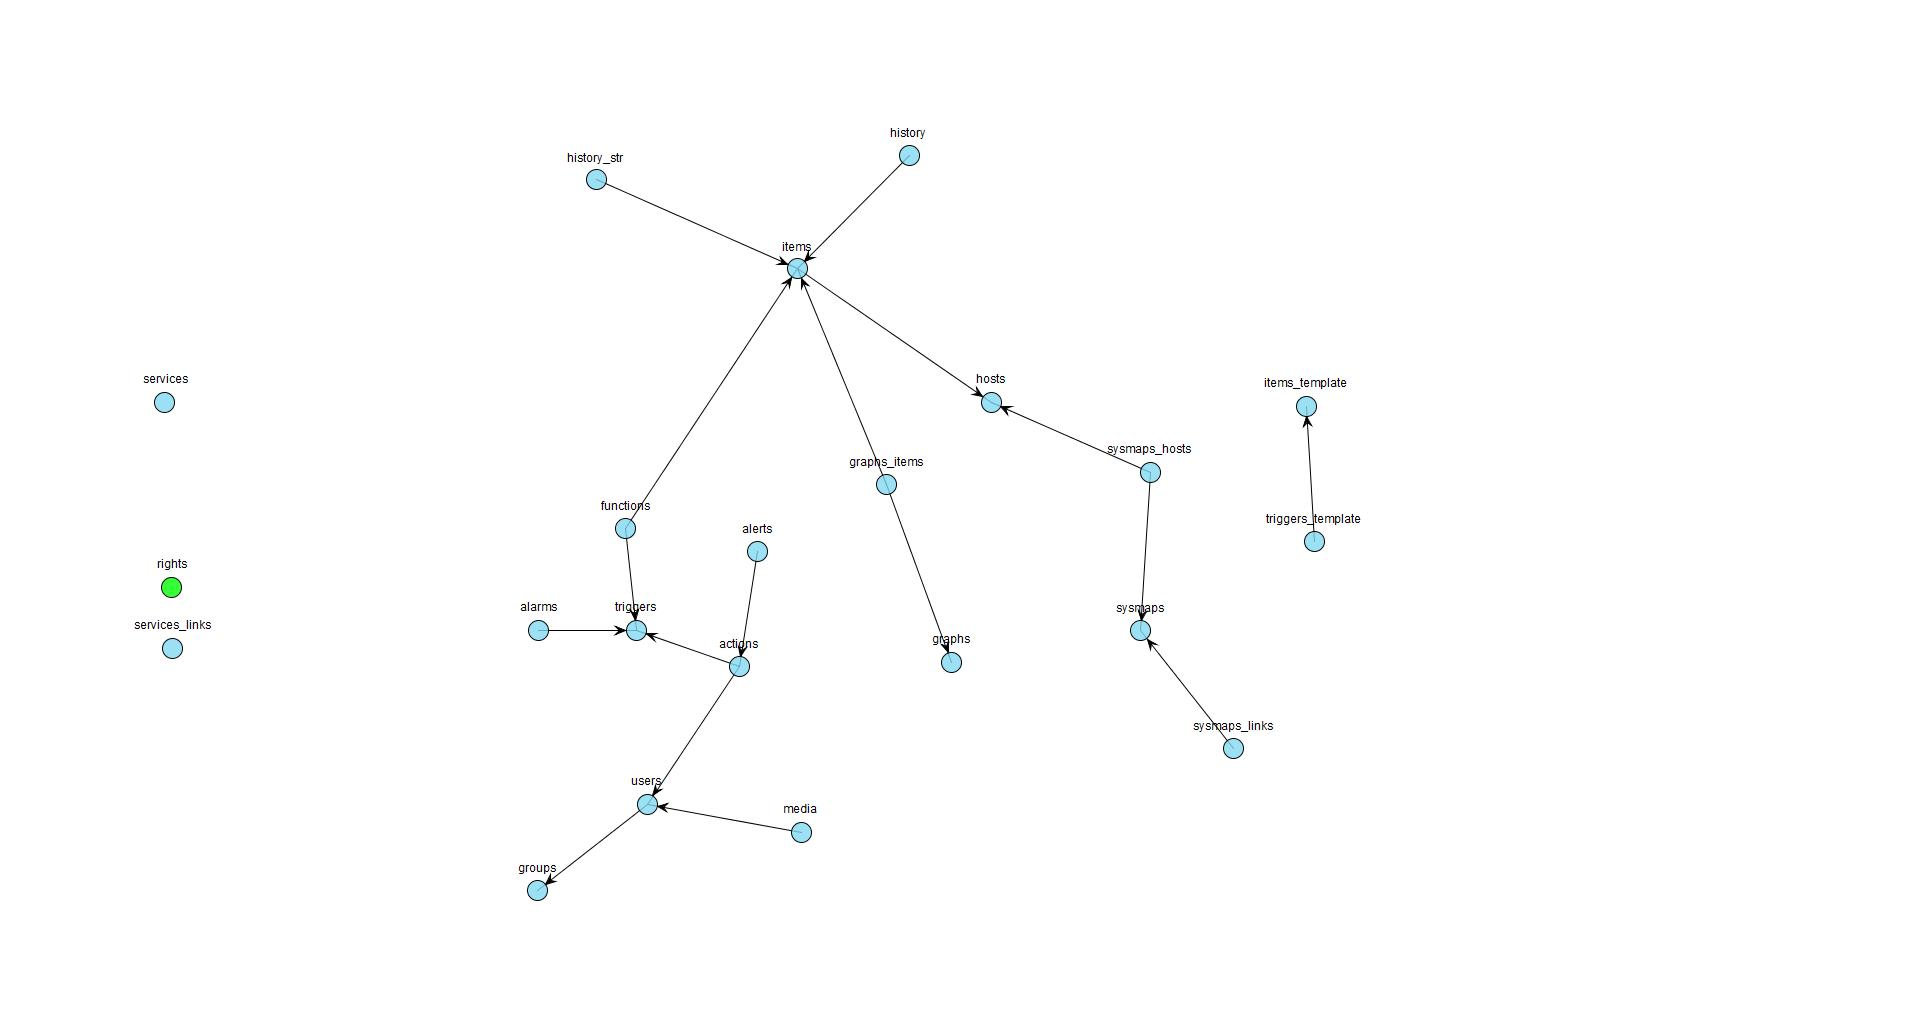 history
history_str
items
services
hosts
items_template
sysmaps_hosts
graphs_items
functions
triggers_template
alerts
rights
alarms
triggers
sysmaps
services_links
graphs
actions
sysmaps_links
users
media
groups